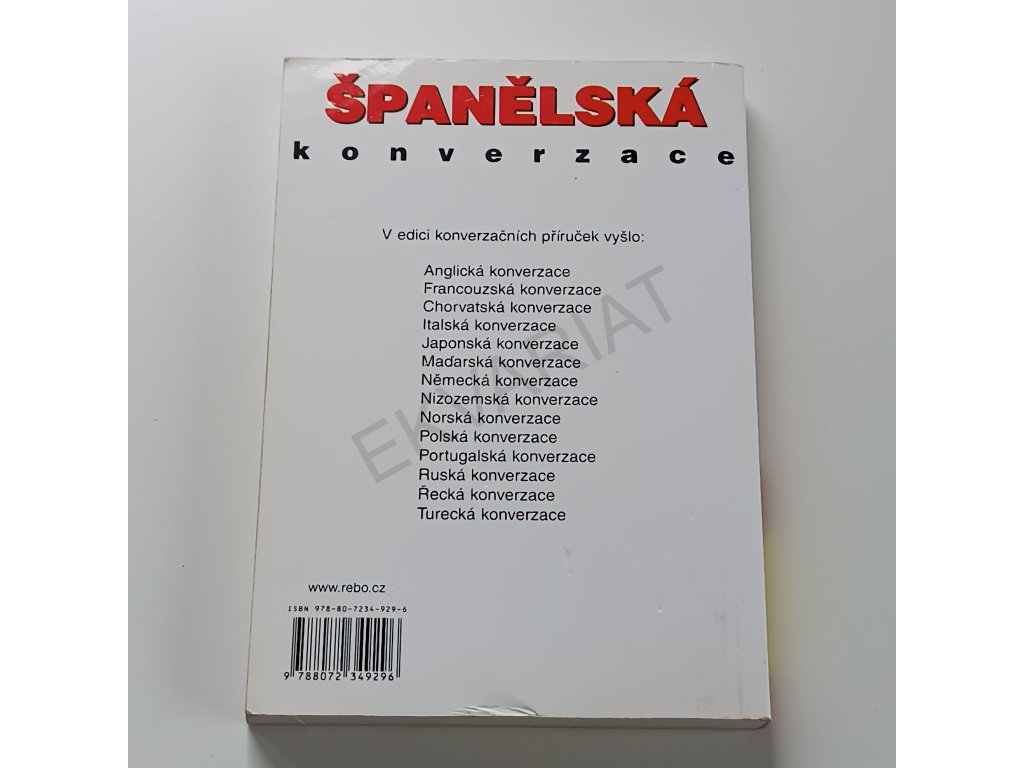 ŠPANĚLSKÁ
konverzace
V edici konverzačních příruček vyšlo:
Anglická konverzace
Francouzská konverzace
Chorvatská konverzace
Italská konverzace
Japonská konverzace
Maďarská konverzace
Německá konverzace
Nizozemská konverzace
Norská konverzace
Polská konverzace
Portugalská konverzace
Ruská konverzace
Řecká konverzace
Turecká konverzace
EKVARIAT
www.rebo.cz
ISBN 978-80-7234-929-6
9 788072 349296